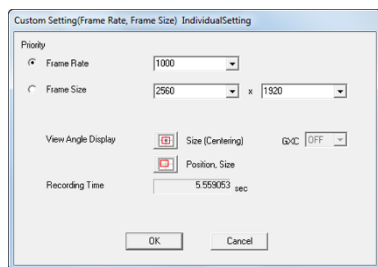 Custom Setting(Frame Rate, Frame Size) IndividualSetting
Priority
Frame Rate 1000
Frame Size 2560 x 1920
View Angle Display Size (Centering) GXC OFF
Position, Size
Recording Time 5.559053 sec
OK Cancel